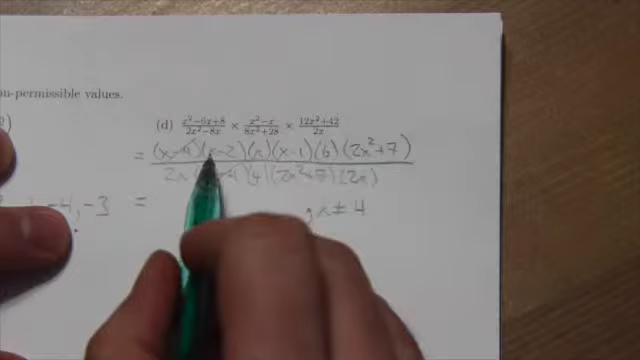 on-permissible values.
2) (d) x²−6x+8/2x²−8x × x²−x/8x²+28 × 12x²+42/2x
= (x−4)(x−2)(x)(x−1)(6)(2x²+7)
2x −4)(4)(2x²+7)(2x)
−4, −3 = , x ≠ 4